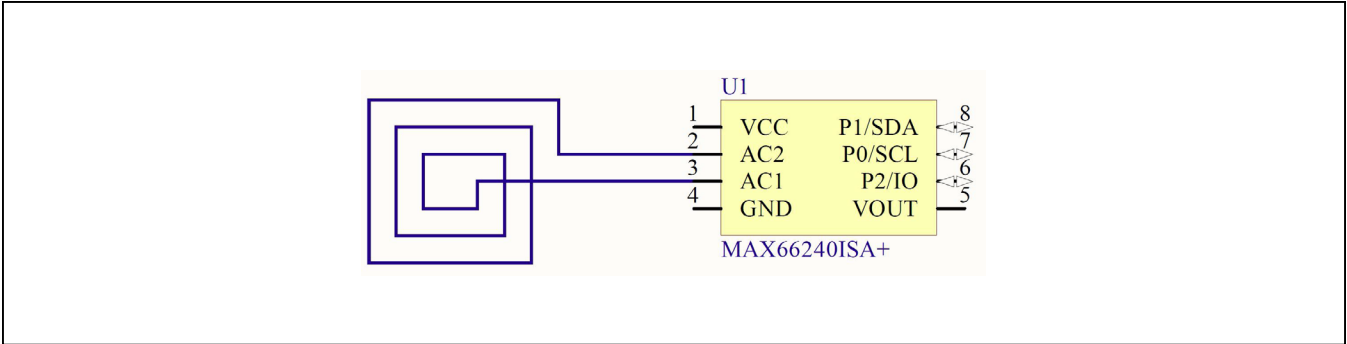 U1
1 VCC P1/SDA 8
2 AC2 P0/SCL 7
3 AC1 P2/IO 6
4 GND VOUT 5
MAX66240ISA+